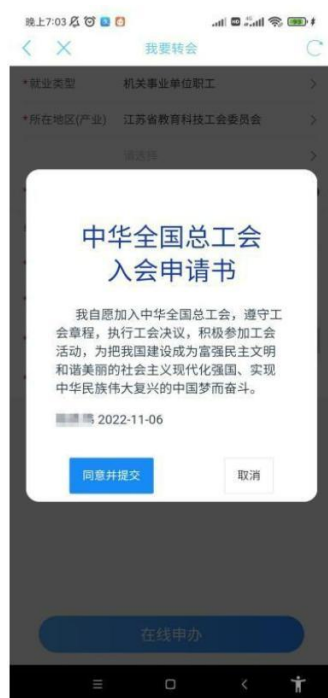 晚上7:03
我要转会
*就业类型 机关事业单位职工
*所在地区(产业) 江苏省教育科技工会委员会
请选择
中华全国总工会
入会申请书
我自愿加入中华全国总工会，遵守工
会章程，执行工会决议，积极参加工会
活动，为把我国建设成为富强民主文明
和谐美丽的社会主义现代化强国、实现
中华民族伟大复兴的中国梦而奋斗。
2022-11-06
同意并提交 取消
在线申办